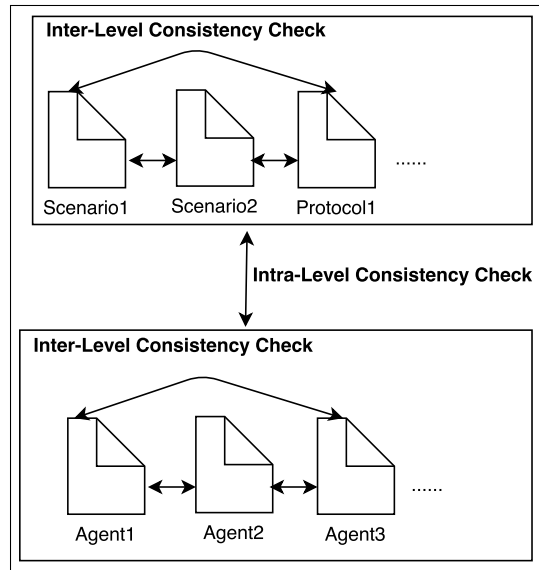 Inter-Level Consistency Check
Scenario1 Scenario2 Protocol1 ......
Intra-Level Consistency Check
Inter-Level Consistency Check
Agent1 Agent2 Agent3 ......